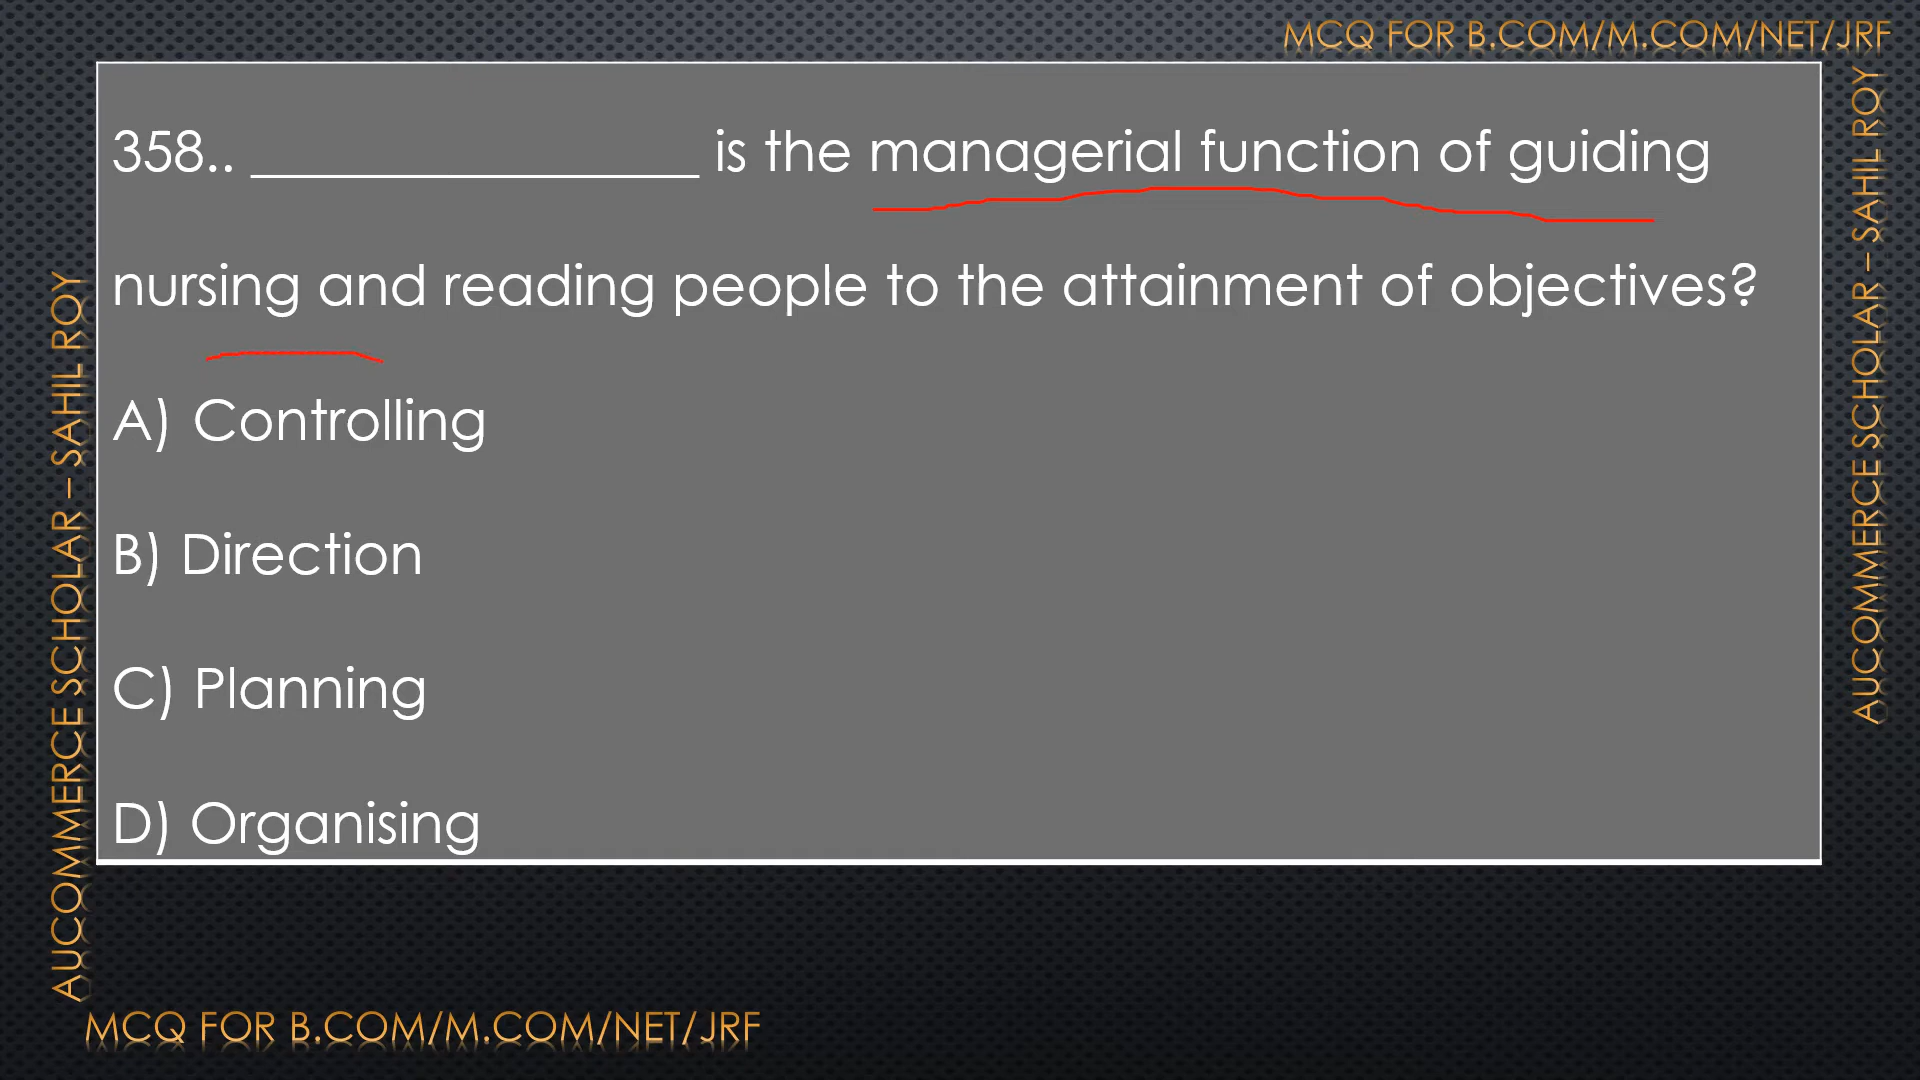 MCQ FOR B.COM/M.COM/NET/JRF
358.. ________________ is the managerial function of guiding
nursing and reading people to the attainment of objectives?
A) Controlling
B) Direction
C) Planning
D) Organising
AUCOMMERCE SCHOLAR – SAHIL ROY
AUCOMMERCE SCHOLAR – SAHIL ROY
MCQ FOR B.COM/M.COM/NET/JRF